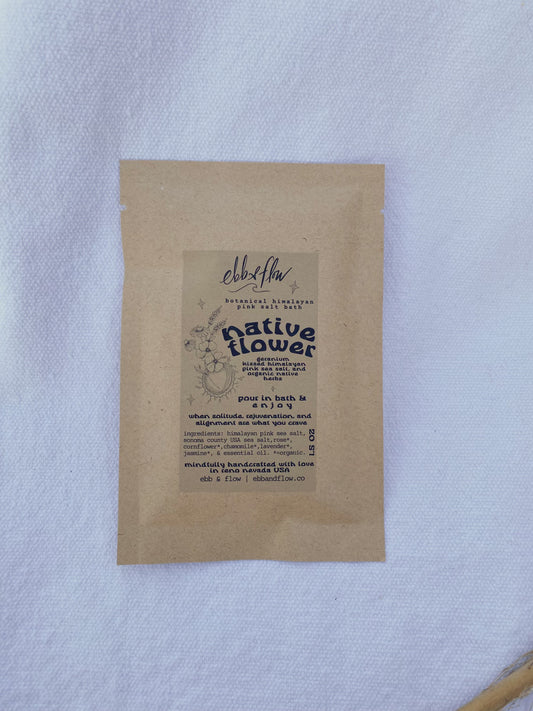 ebb & flow
botanical himalayan
pink salt bath
native
flower
geranium
kissed himalayan
pink sea salt, and
organic native
herbs
pour in bath &
enjoy
when solitude, rejuvenation, and
alignment are what you crave
ingredients: himalayan pink sea salt,
sonoma county USA sea salt,rose*,
cornflower*,chamomile*,lavender*,
jasmine*, & essential oil. *=organic.
mindfully handcrafted with love
in reno nevada USA
ebb & flow | ebbandflow.co